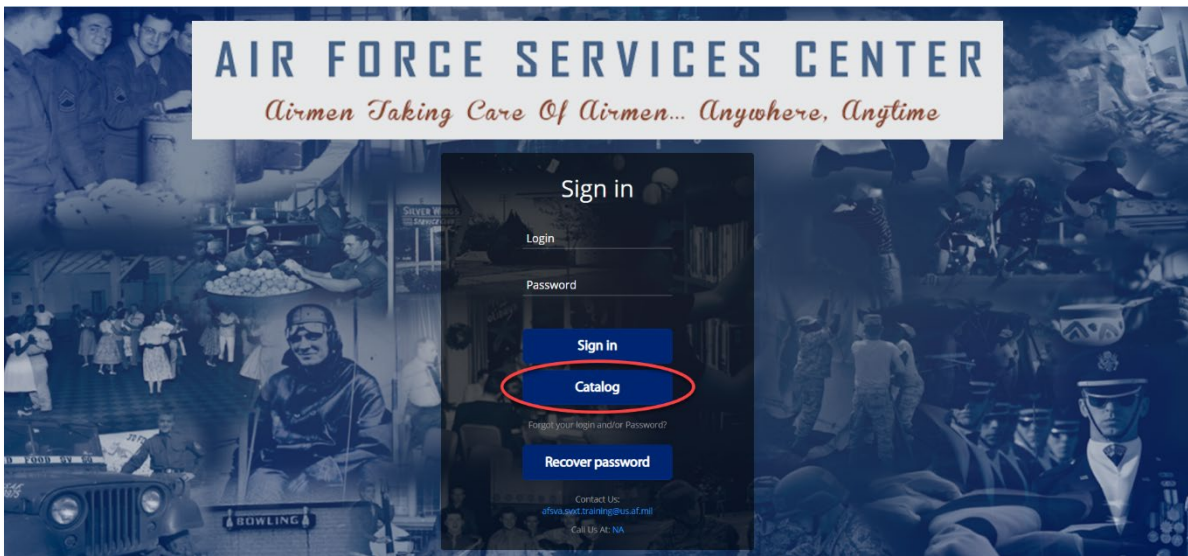 AIR FORCE SERVICES CENTER
Airmen Taking Care Of Airmen... Anywhere, Anytime
Sign in
SILVER WINGS
Login
Password
Sign In
Catalog
Forgot your login and/or Password?
Recover password
FOOD SV
Contact Us:
afsva.svxt.training@us.af.mil
BOWLING
Call Us At: NA